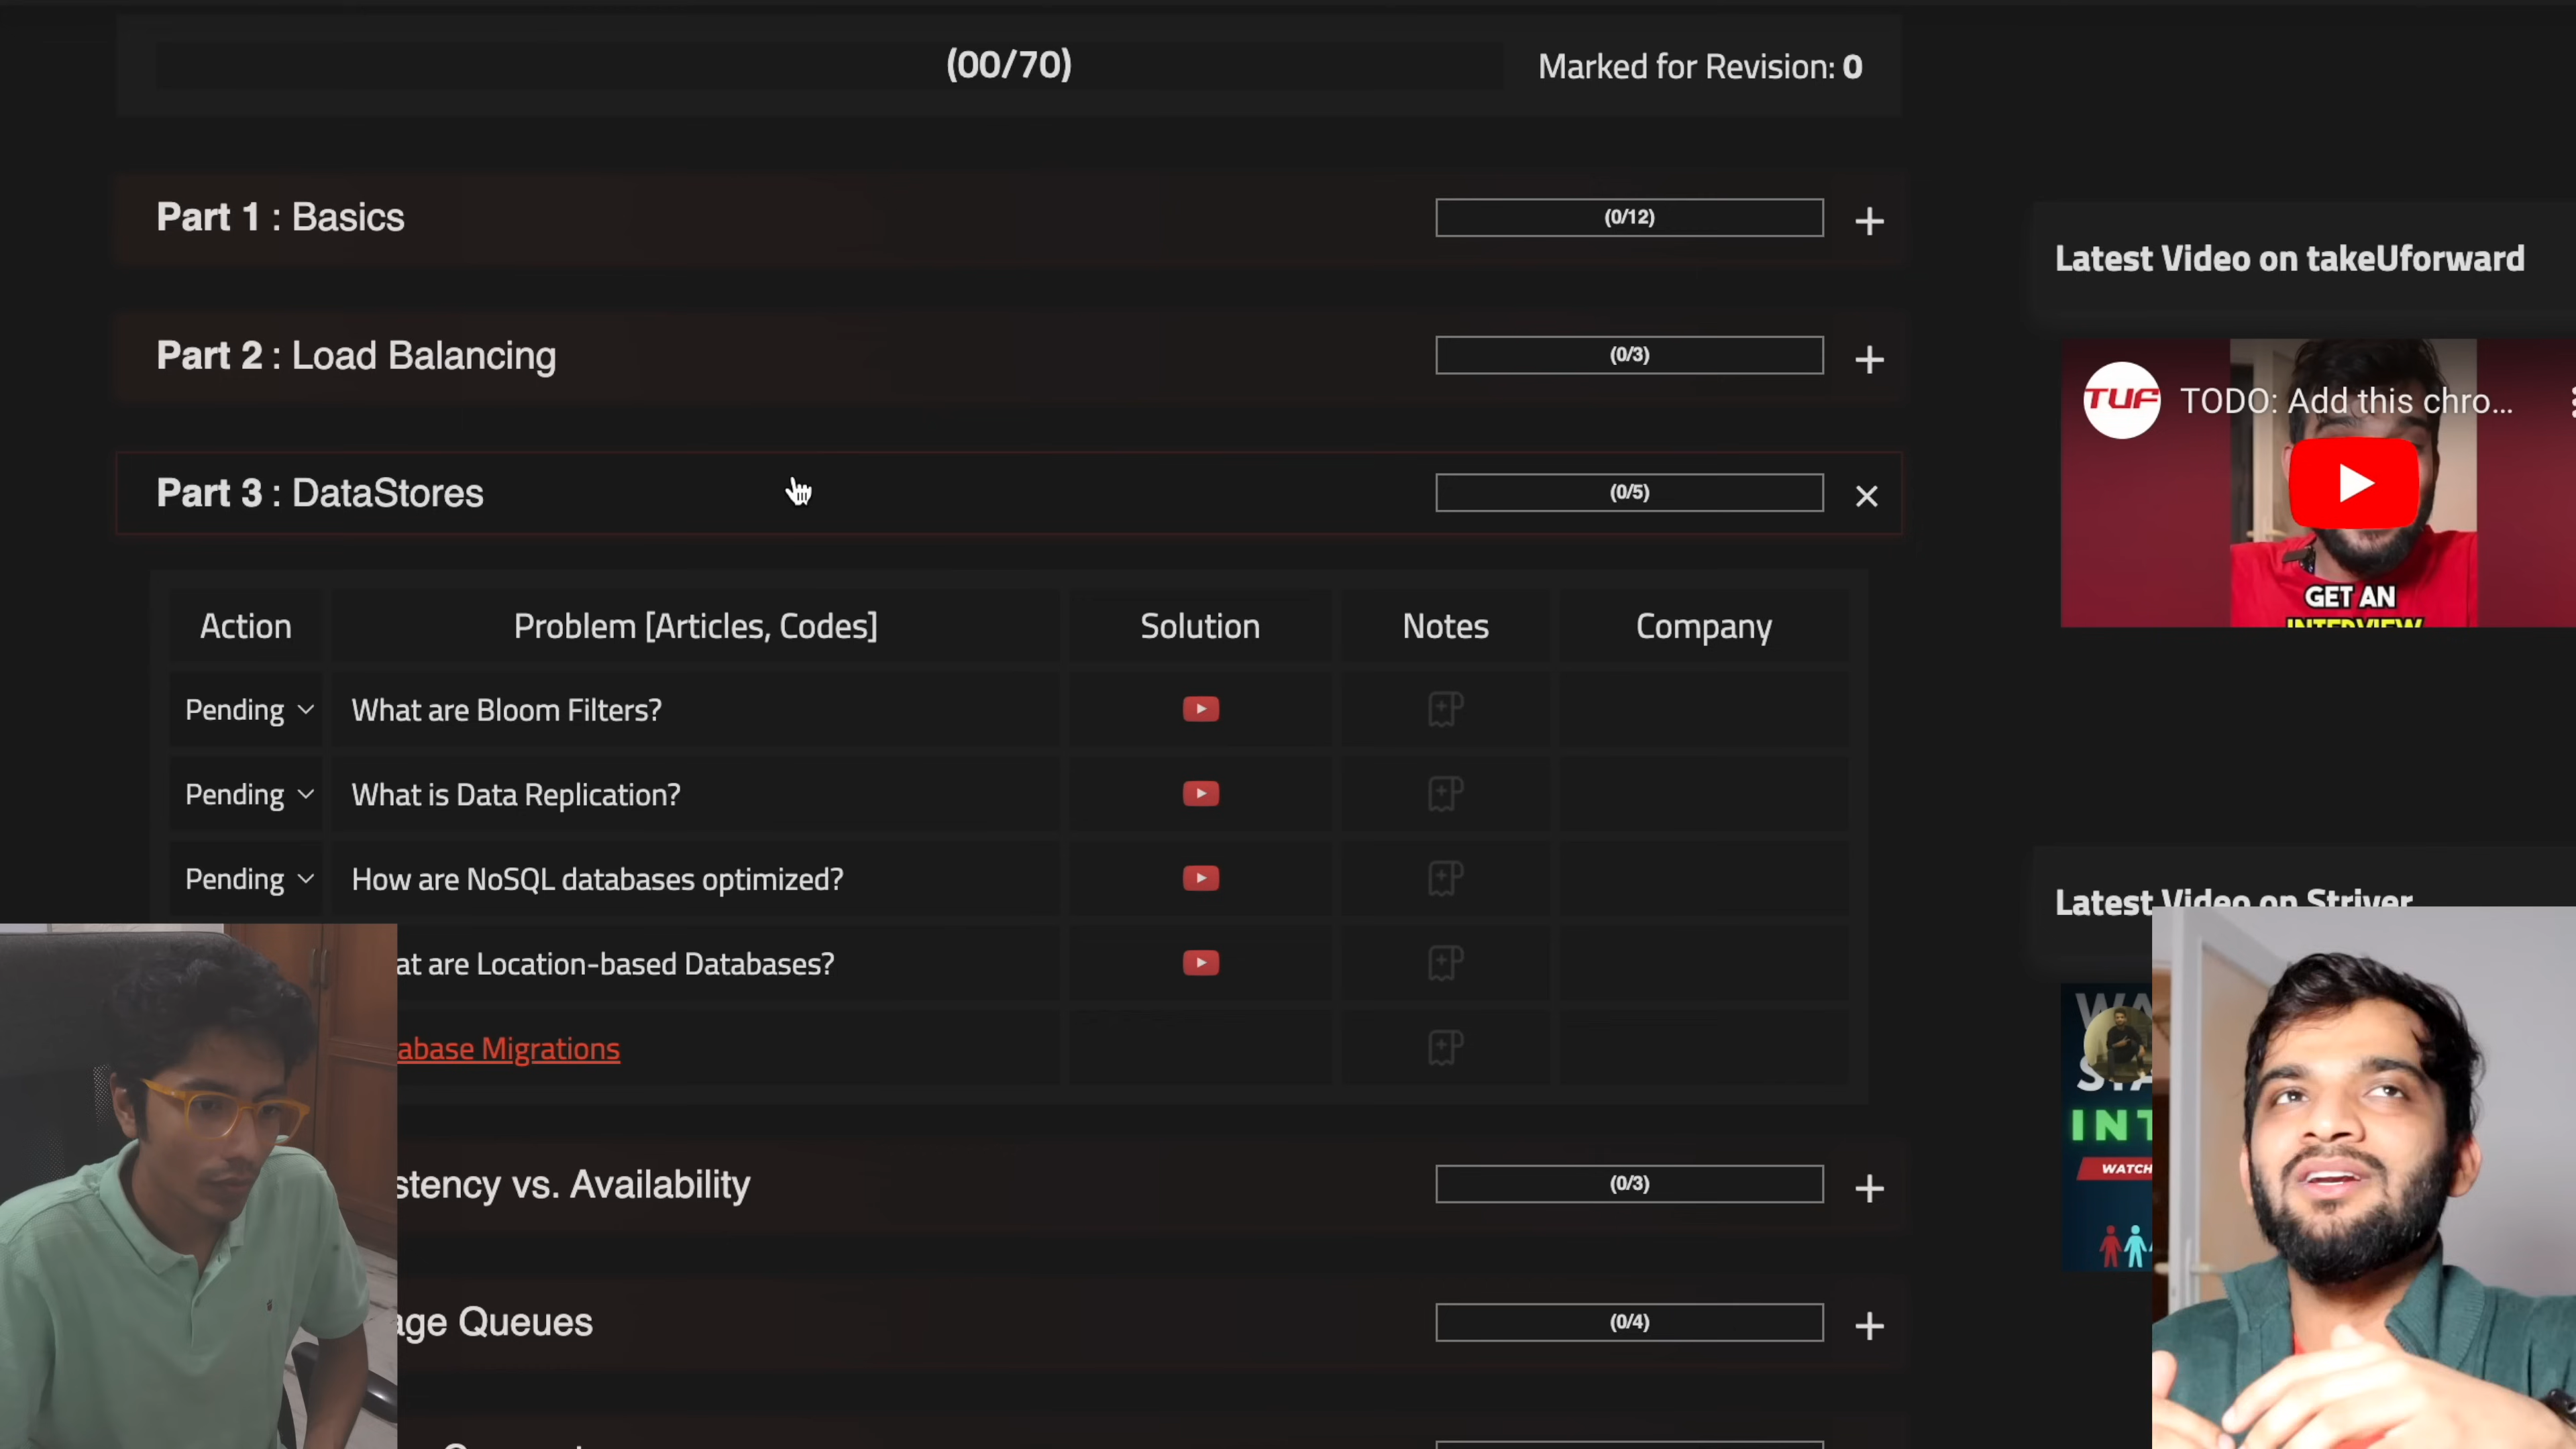 (00/70)
Marked for Revision: 0
Part 1 : Basics
(0/12)
Part 2 : Load Balancing
(0/3)
Part 3 : DataStores
(0/5)
Action
Problem [Articles, Codes]
Solution
Notes
Company
Pending
What are Bloom Filters?
Pending
What is Data Replication?
Pending
How are NoSQL databases optimized?
at are Location-based Databases?
abase Migrations
stency vs. Availability
(0/3)
age Queues
(0/4)
Latest Video on takeUforward
TUF
TODO: Add this chro...
GET AN
INTERVIEW
Latest Video on Striver
WA
STA
INT
WATCH